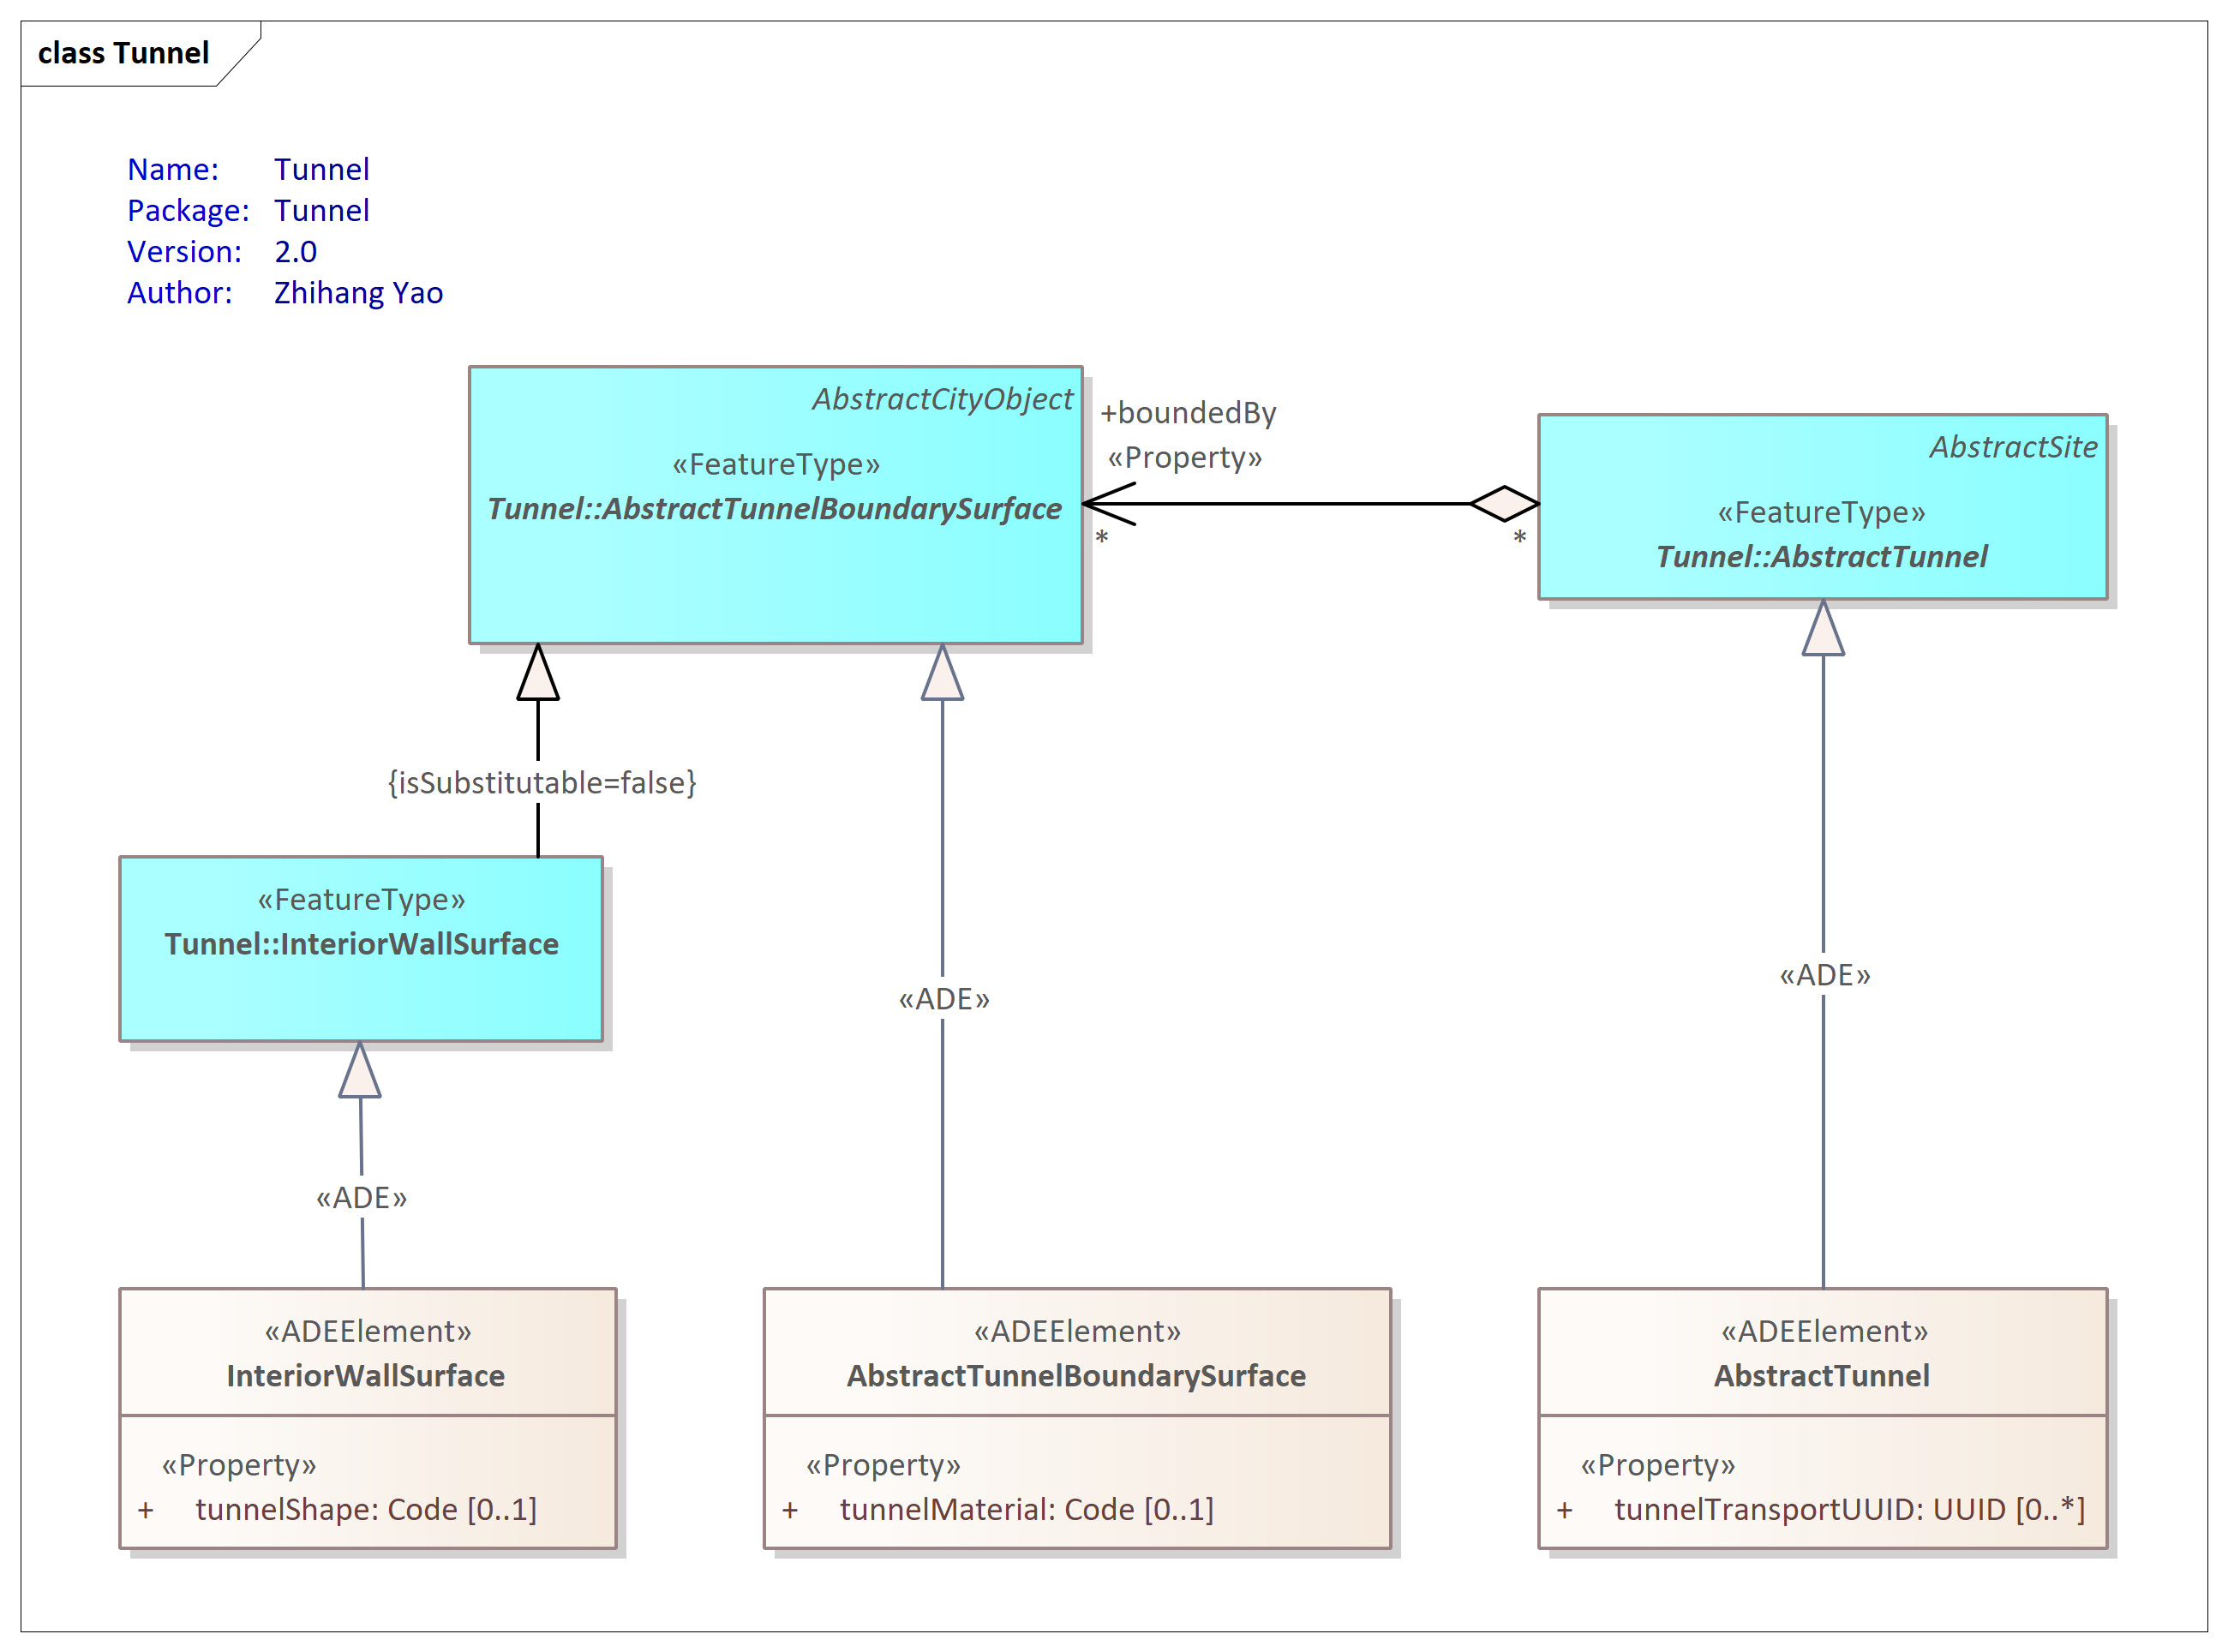 class Tunnel
Name: Tunnel
Package: Tunnel
Version: 2.0
Author: Zhihang Yao
AbstractCityObject
«FeatureType»
Tunnel::AbstractTunnelBoundarySurface
+boundedBy
«Property»
*
*
AbstractSite
«FeatureType»
Tunnel::AbstractTunnel
{isSubstitutable=false}
«FeatureType»
Tunnel::InteriorWallSurface
«ADE»
«ADE»
«ADE»
«ADEElement»
InteriorWallSurface
«Property»
+ tunnelShape: Code [0..1]
«ADEElement»
AbstractTunnelBoundarySurface
«Property»
+ tunnelMaterial: Code [0..1]
«ADEElement»
AbstractTunnel
«Property»
+ tunnelTransportUUID: UUID [0..*]